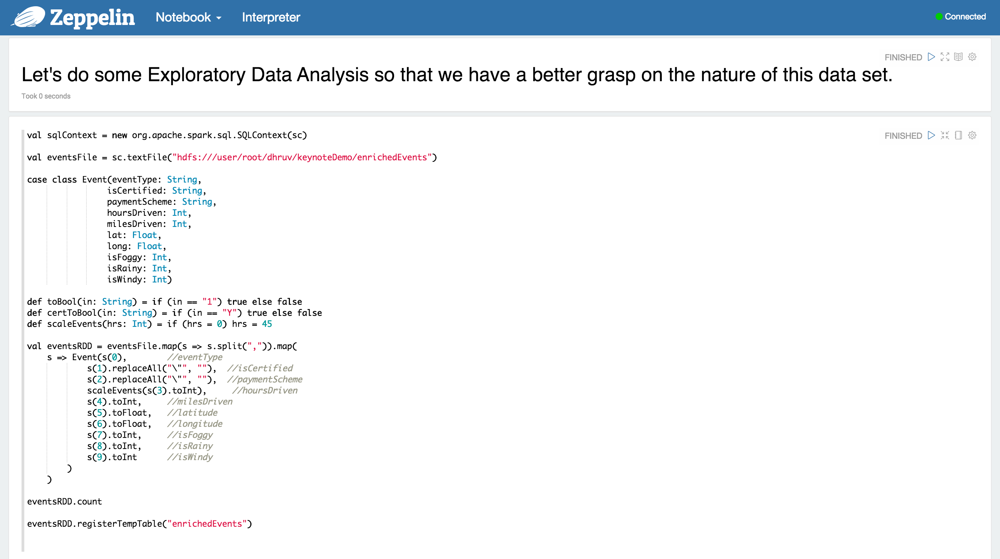 Zeppelin Notebook Interpreter Connected
FINISHED
Let's do some Exploratory Data Analysis so that we have a better grasp on the nature of this data set.
Took 0 seconds
val sqlContext = new org.apache.spark.sql.SQLContext(sc)
FINISHED
val eventsFile = sc.textFile("hdfs:///user/root/dhruv/keynoteDemo/enrichedEvents")
case class Event(eventType: String,
isCertified: String,
paymentScheme: String,
hoursDriven: Int,
milesDriven: Int,
lat: Float,
long: Float,
isFoggy: Int,
isRainy: Int,
isWindy: Int)
def toBool(in: String) = if (in == "1") true else false
def certToBool(in: String) = if (in == "Y") true else false
def scaleEvents(hrs: Int) = if (hrs = 0) hrs = 45
val eventsRDD = eventsFile.map(s => s.split(",")).map(
s => Event(s(0), //eventType
s(1).replaceAll("\"", ""), //isCertified
s(2).replaceAll("\"", ""), //paymentScheme
scaleEvents(s(3).toInt), //hoursDriven
s(4).toInt, //milesDriven
s(5).toFloat, //latitude
s(6).toFloat, //longitude
s(7).toInt, //isFoggy
s(8).toInt, //isRainy
s(9).toInt //isWindy
)
)
eventsRDD.count
eventsRDD.registerTempTable("enrichedEvents")